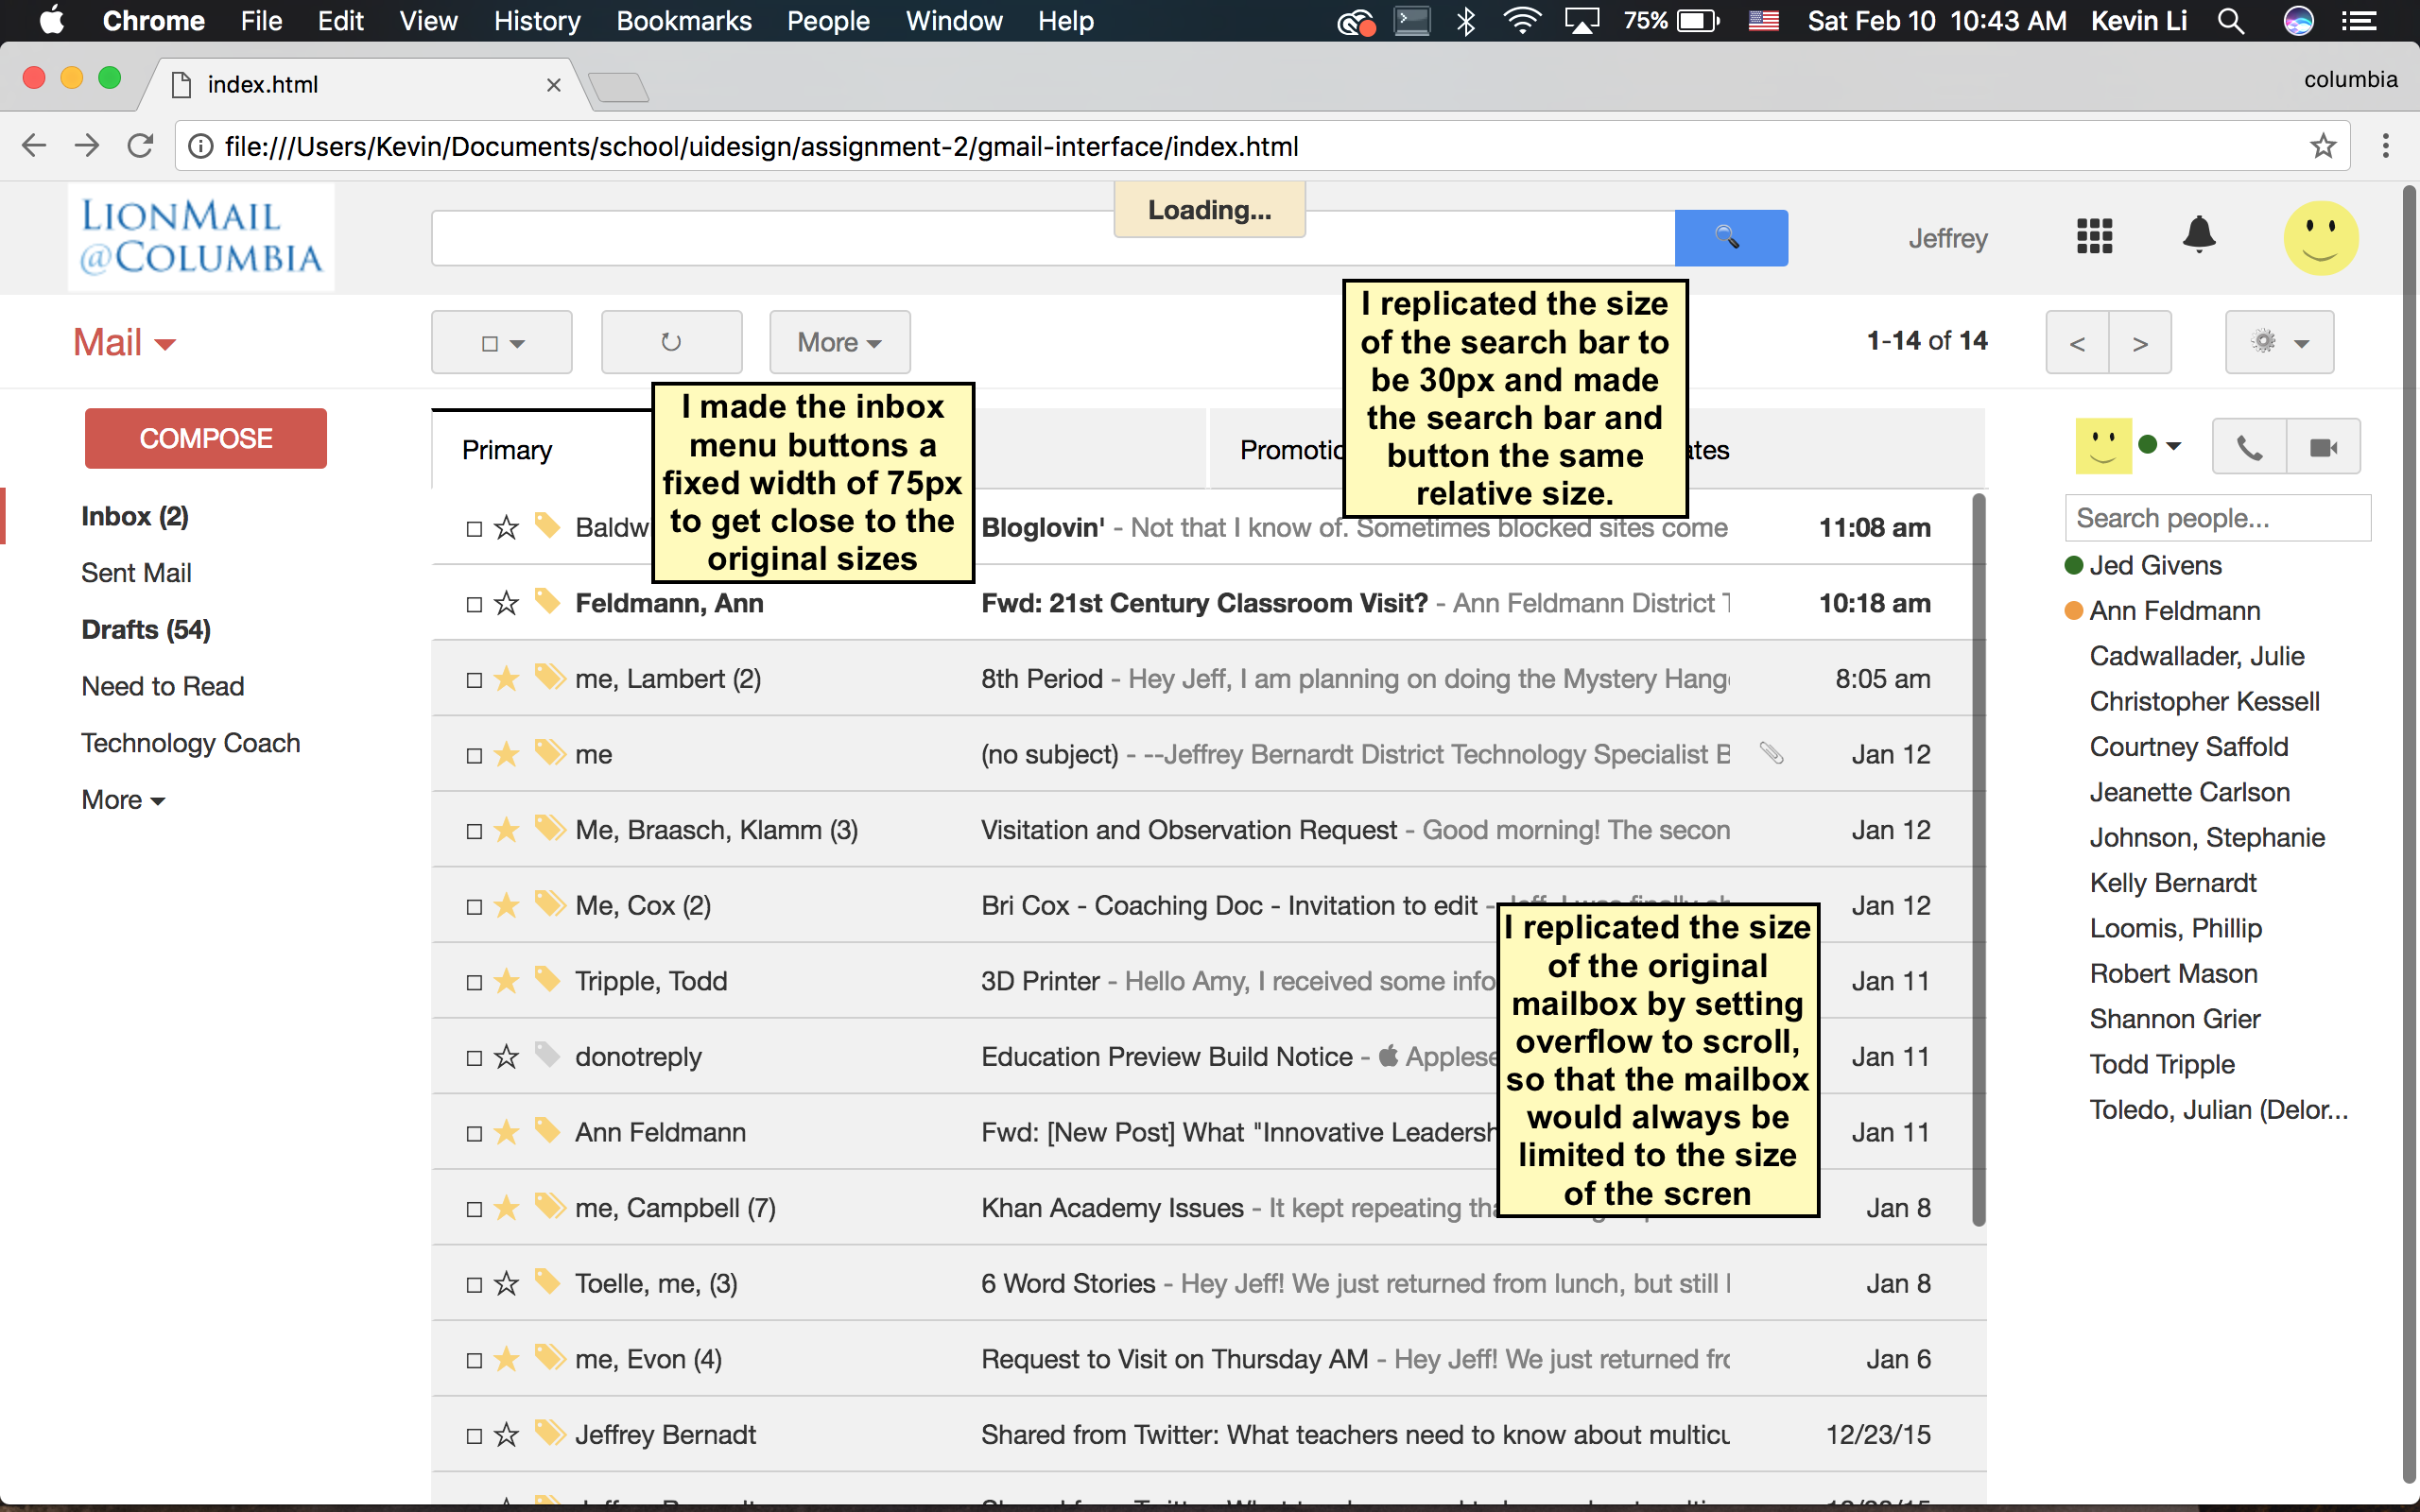 Chrome File Edit View History Bookmarks People Window Help 75% Sat Feb 10 10:43 AM Kevin Li
index.html columbia
file:///Users/Kevin/Documents/school/uidesign/assignment-2/gmail-interface/index.html
LIONMAIL
@COLUMBIA
Loading...
Jeffrey
Mail
More
1-14 of 14
< >
I replicated the size
of the search bar to
be 30px and made
the search bar and
button the same
relative size.
I made the inbox
menu buttons a
fixed width of 75px
to get close to the
original sizes
COMPOSE
Inbox (2)
Sent Mail
Drafts (54)
Need to Read
Technology Coach
More
Primary
Bloglovin' - Not that I know of. Sometimes blocked sites come 11:08 am
Feldmann, Ann Fwd: 21st Century Classroom Visit? - Ann Feldmann District 10:18 am
me, Lambert (2) 8th Period - Hey Jeff, I am planning on doing the Mystery 8:05 am
me (no subject) - --Jeffrey Bernardt District Technology Specialist Jan 12
Me, Braasch, Klamm (3) Visitation and Observation Request - Good morning! The secon Jan 12
Me, Cox (2) Bri Cox - Coaching Doc - Invitation to edit - Jan 12
Tripple, Todd 3D Printer - Hello Amy, I received some info Jan 11
donotreply Education Preview Build Notice - Jan 11
Ann Feldmann Fwd: [New Post] What "Innovative Jan 11
me, Campbell (7) Khan Academy Issues - It kept repeating Jan 8
Toelle, me, (3) 6 Word Stories - Hey Jeff! We just returned from lunch, but still Jan 8
me, Evon (4) Request to Visit on Thursday AM - Hey Jeff! We just returned Jan 6
Jeffrey Bernadt Shared from Twitter: What teachers need to know about 12/23/15
I replicated the size
of the original
mailbox by setting
overflow to scroll,
so that the mailbox
would always be
limited to the size
of the scren
Search people...
Jed Givens
Ann Feldmann
Cadwallader, Julie
Christopher Kessell
Courtney Saffold
Jeanette Carlson
Johnson, Stephanie
Kelly Bernardt
Loomis, Phillip
Robert Mason
Shannon Grier
Todd Tripple
Toledo, Julian (Delor...